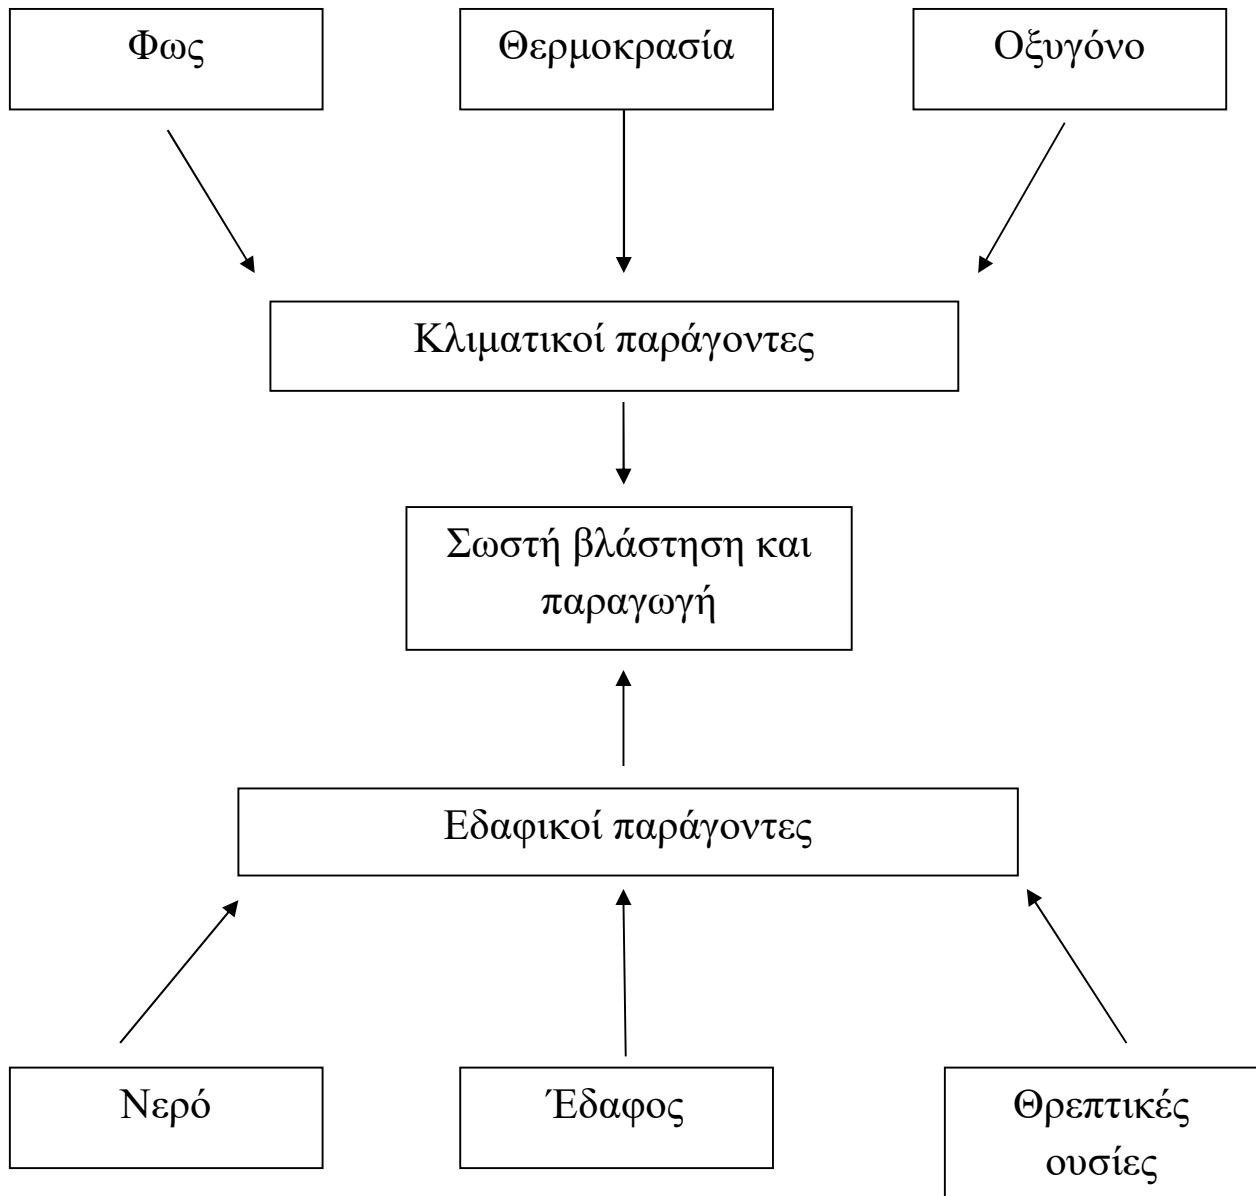 Φως
Θερμοκρασία
Οξυγόνο
Κλιματικοί παράγοντες
Σωστή βλάστηση και
παραγωγή
Εδαφικοί παράγοντες
Νερό
Έδαφος
Θρεπτικές
ουσίες